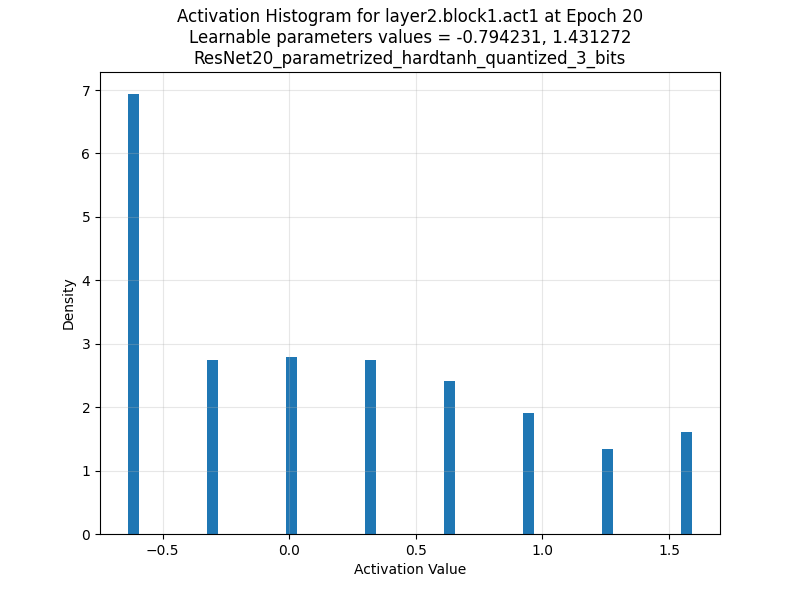 Activation Histogram for layer2.block1.act1 at Epoch 20
Learnable parameters values = -0.794231, 1.431272
ResNet20_parametrized_hardtanh_quantized_3_bits
7
6
5
4
3
2
1
0
Density
−0.5
0.0
0.5
1.0
1.5
Activation Value